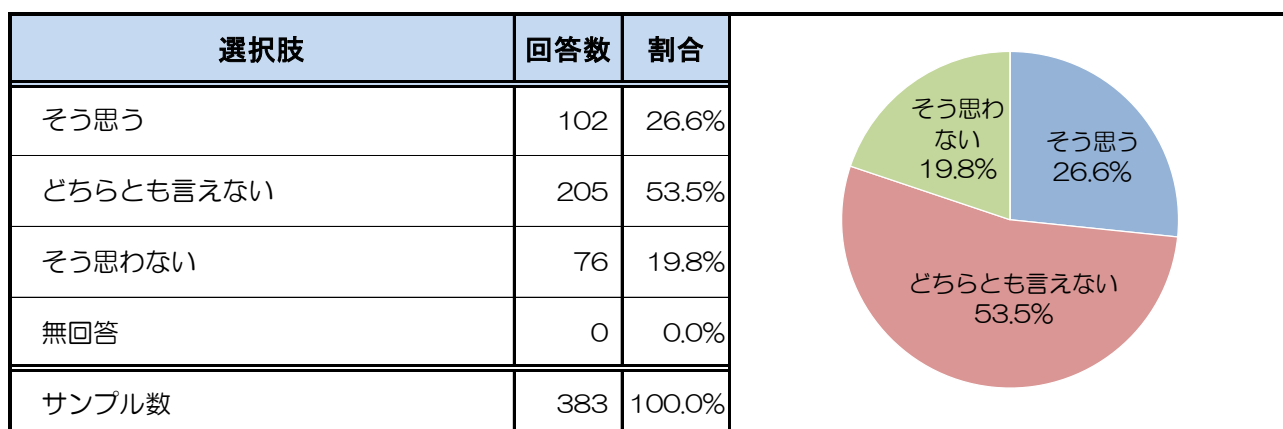 選択肢 回答数 割合
そう思う 102 26.6%
どちらとも言えない 205 53.5%
そう思わない 76 19.8%
無回答 0 0.0%
サンプル数 383 100.0%
そう思わ
ない
19.8%
そう思う
26.6%
どちらとも言えない
53.5%